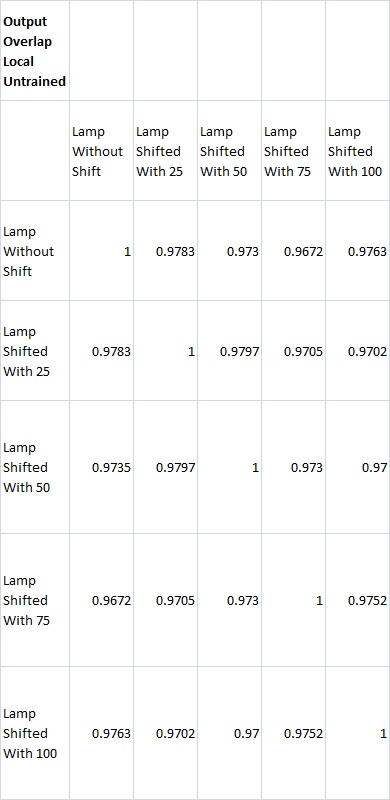 Output
Overlap
Local
Untrained
Lamp Without Shift
Lamp Shifted With 25
Lamp Shifted With 50
Lamp Shifted With 75
Lamp Shifted With 100
Lamp Without Shift 1 0.9783 0.973 0.9672 0.9763
Lamp Shifted With 25 0.9783 1 0.9797 0.9705 0.9702
Lamp Shifted With 50 0.9735 0.9797 1 0.973 0.97
Lamp Shifted With 75 0.9672 0.9705 0.973 1 0.9752
Lamp Shifted With 100 0.9763 0.9702 0.97 0.9752 1